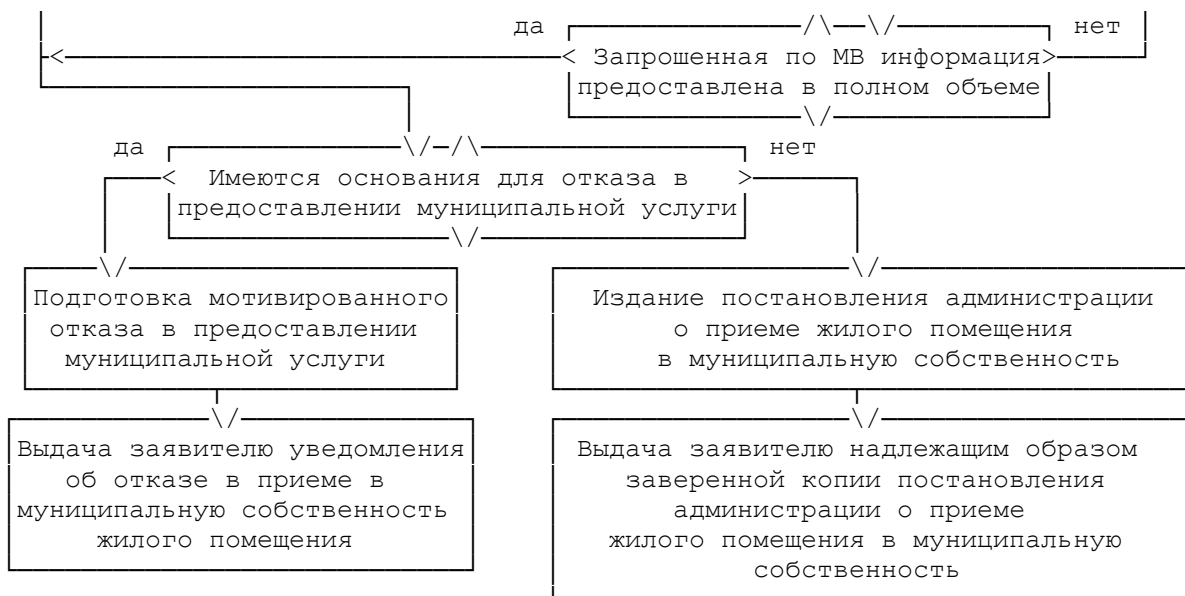 да нет
Запрошенная по МВ информация
предоставлена в полном объеме
да нет
Имеются основания для отказа в
предоставлении муниципальной услуги
Подготовка мотивированного
отказа в предоставлении
муниципальной услуги
Издание постановления администрации
о приеме жилого помещения
в муниципальную собственность
Выдача заявителю уведомления
об отказе в приеме в
муниципальную собственность
жилого помещения
Выдача заявителю надлежащим образом
заверенной копии постановления
администрации о приеме
жилого помещения в муниципальную
собственность